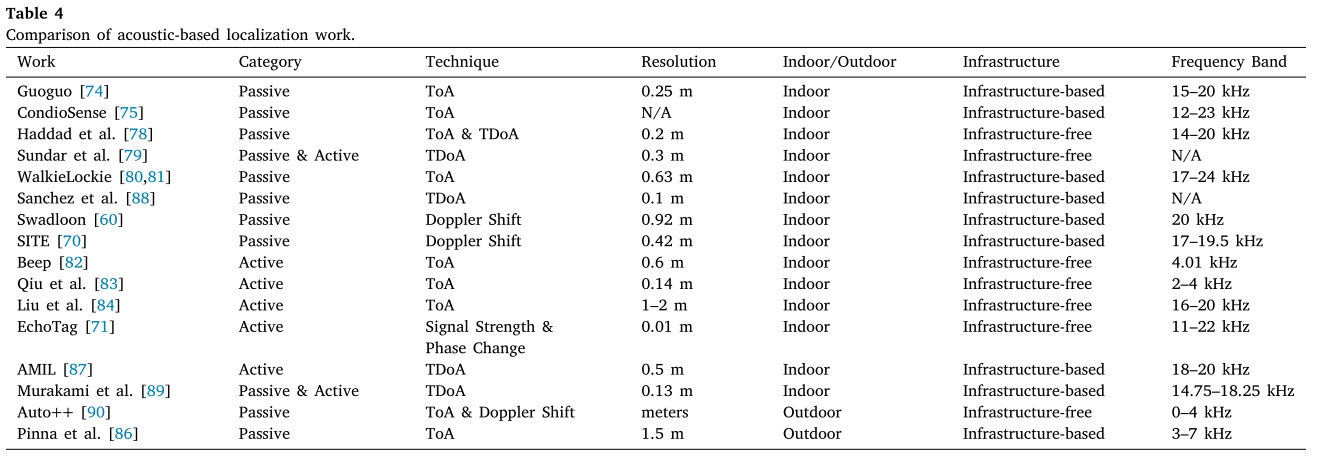 Table 4
Comparison of acoustic-based localization work.
Work Category Technique Resolution Indoor/Outdoor Infrastructure Frequency Band
Guoguo [74] Passive ToA 0.25 m Indoor Infrastructure-based 15–20 kHz
CondioSense [75] Passive ToA N/A Indoor Infrastructure-based 12–23 kHz
Haddad et al. [78] Passive ToA & TDoA 0.2 m Indoor Infrastructure-free 14–20 kHz
Sundar et al. [79] Passive & Active TDoA 0.3 m Indoor Infrastructure-free N/A
WalkieLockie [80,81] Passive ToA 0.63 m Indoor Infrastructure-based 17–24 kHz
Sanchez et al. [88] Passive TDoA 0.1 m Indoor Infrastructure-based N/A
Swadloon [60] Passive Doppler Shift 0.92 m Indoor Infrastructure-based 20 kHz
SITE [70] Passive Doppler Shift 0.42 m Indoor Infrastructure-based 17–19.5 kHz
Beep [82] Active ToA 0.6 m Indoor Infrastructure-free 4.01 kHz
Qiu et al. [83] Active ToA 0.14 m Indoor Infrastructure-free 2–4 kHz
Liu et al. [84] Active ToA 1–2 m Indoor Infrastructure-free 16–20 kHz
EchoTag [71] Active Signal Strength & 0.01 m Indoor Infrastructure-free 11–22 kHz
Phase Change
AMIL [87] Active TDoA 0.5 m Indoor Infrastructure-based 18–20 kHz
Murakami et al. [89] Passive & Active TDoA 0.13 m Indoor Infrastructure-based 14.75–18.25 kHz
Auto++ [90] Passive ToA & Doppler Shift meters Outdoor Infrastructure-free 0–4 kHz
Pinna et al. [86] Passive ToA 1.5 m Outdoor Infrastructure-based 3–7 kHz